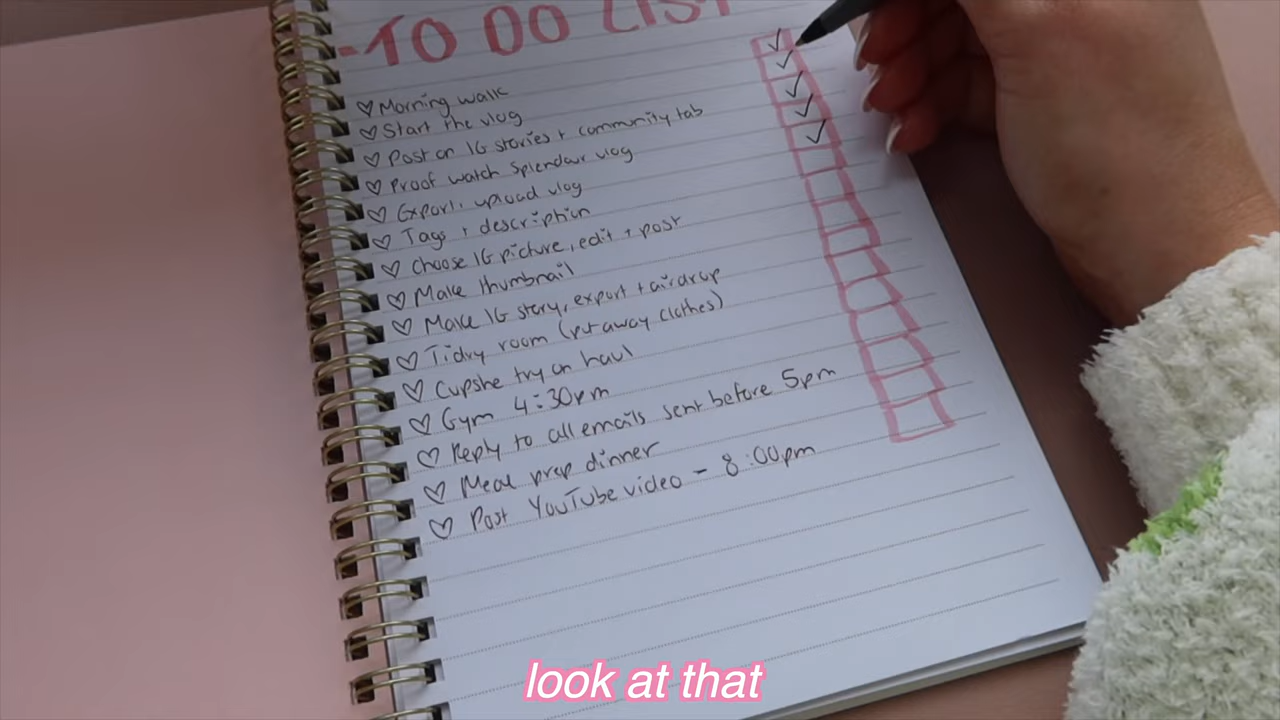 -TO DO LIST
♡ Morning walk
♡ Start the vlog
♡ Post on IG stories + community tab
♡ Proof watch Splendour vlog
♡ Export, upload vlog
♡ Tags + description
♡ Choose IG picture, edit + post
♡ Make thumbnail
♡ Make IG story, export + airdrop
♡ Tidry room (put away clothes)
♡ Cupshe try on haul
♡ Gym 4:30pm
♡ Reply to all emails sent before 5pm
♡ Meal prep dinner
♡ Post YouTube video - 8:00pm
look at that